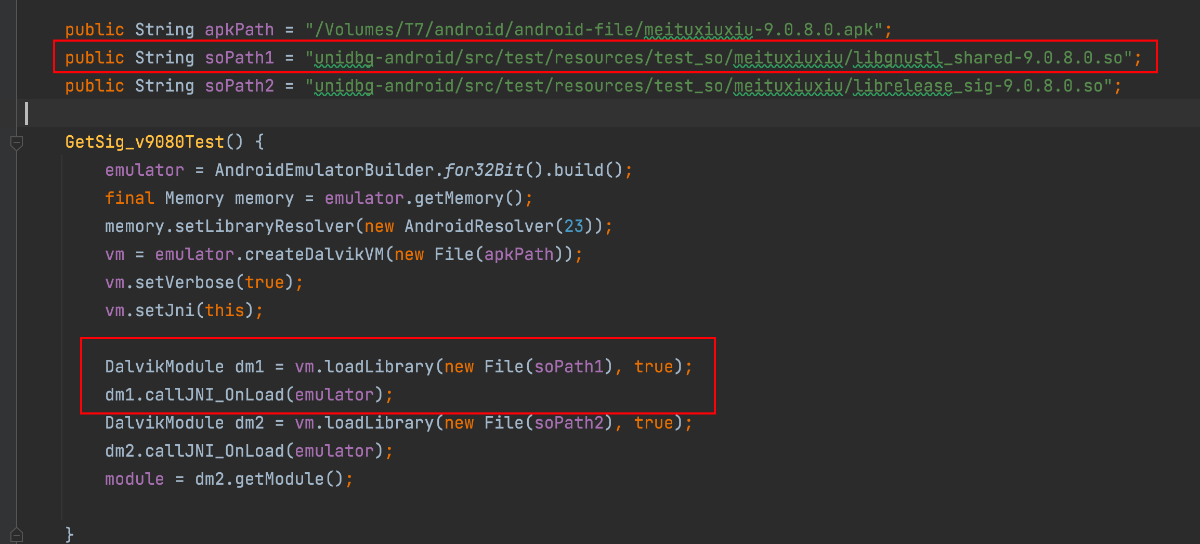 public String apkPath = "/Volumes/T7/android/android-file/meituxiuxiu-9.0.8.0.apk";
public String soPath1 = "unidbg-android/src/test/resources/test_so/meituxiuxiu/libgnustl_shared-9.0.8.0.so";
public String soPath2 = "unidbg-android/src/test/resources/test_so/meituxiuxiu/librelease_sig-9.0.8.0.so";
GetSig_v9080Test() {
emulator = AndroidEmulatorBuilder.for32Bit().build();
final Memory memory = emulator.getMemory();
memory.setLibraryResolver(new AndroidResolver(23));
vm = emulator.createDalvikVM(new File(apkPath));
vm.setVerbose(true);
vm.setJni(this);
DalvikModule dm1 = vm.loadLibrary(new File(soPath1), true);
dm1.callJNI_OnLoad(emulator);
DalvikModule dm2 = vm.loadLibrary(new File(soPath2), true);
dm2.callJNI_OnLoad(emulator);
module = dm2.getModule();
}